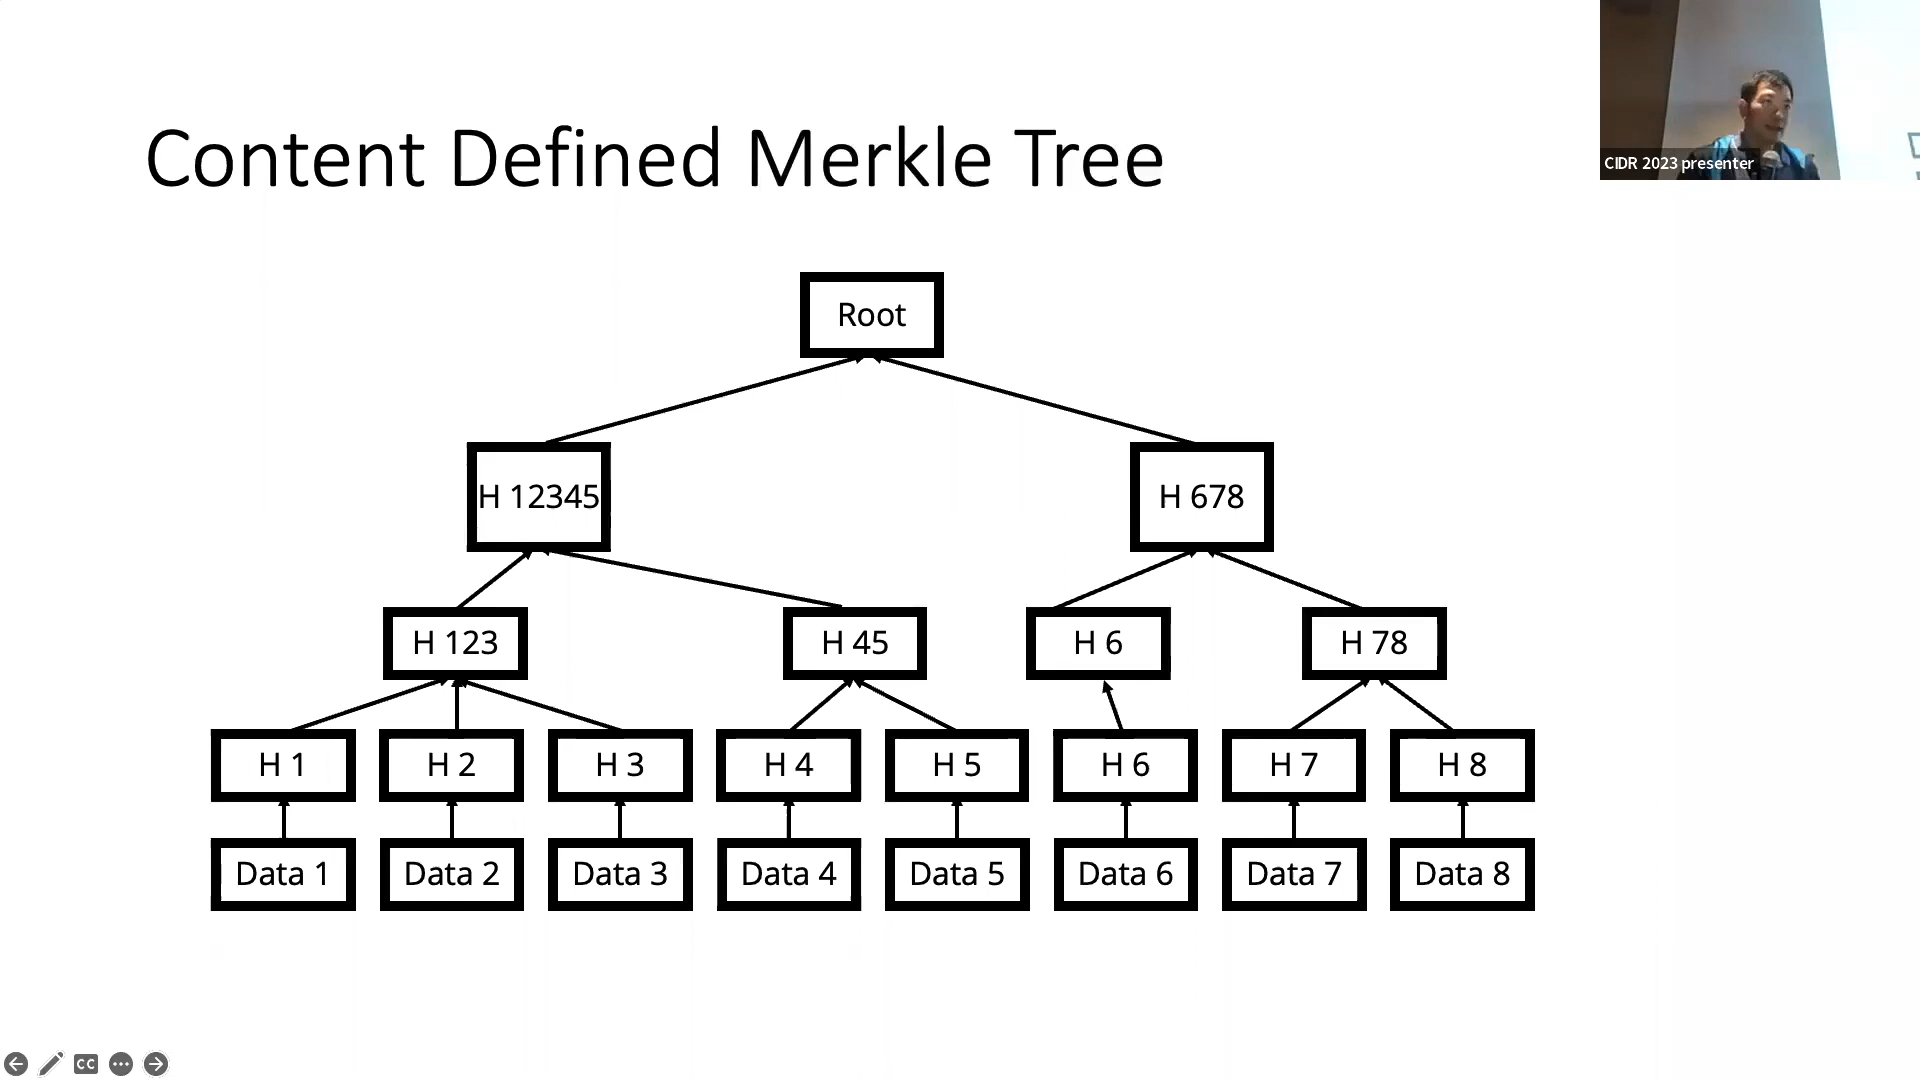 Content Defined Merkle Tree
CIDR 2023 presenter
Root
H 12345
H 678
H 123
H 45
H 6
H 78
H 1
H 2
H 3
H 4
H 5
H 6
H 7
H 8
Data 1
Data 2
Data 3
Data 4
Data 5
Data 6
Data 7
Data 8
CC